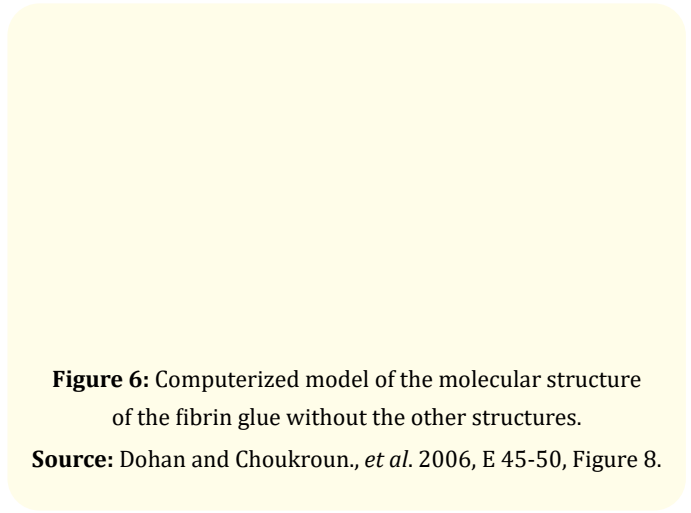 Figure 6: Computerized model of the molecular structure
of the fibrin glue without the other structures.
Source: Dohan and Choukroun., et al. 2006, E 45-50, Figure 8.